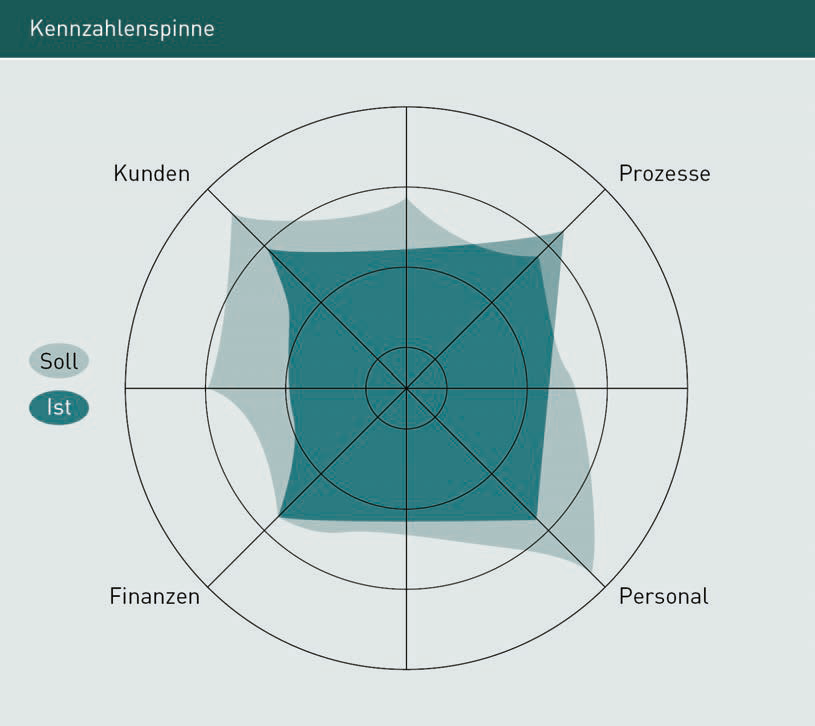 Kennzahlenspinne
Kunden
Prozesse
Soll
Ist
Finanzen
Personal